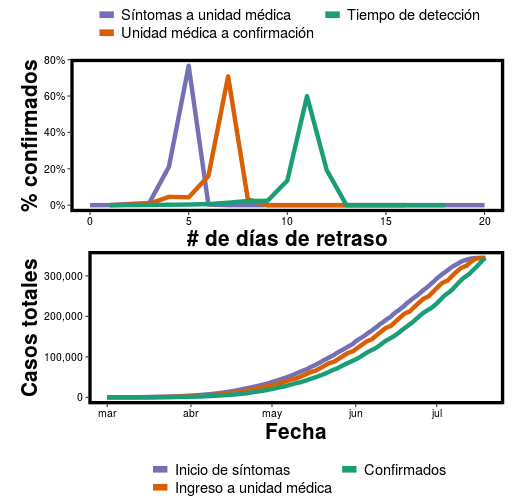 Síntomas a unidad médica
Tiempo de detección
Unidad médica a confirmación
% confirmados
80%
60%
40%
20%
0%
0
5
10
15
20
# de días de retraso
Casos totales
300,000
200,000
100,000
0
mar
abr
may
jun
jul
Fecha
Inicio de síntomas
Confirmados
Ingreso a unidad médica